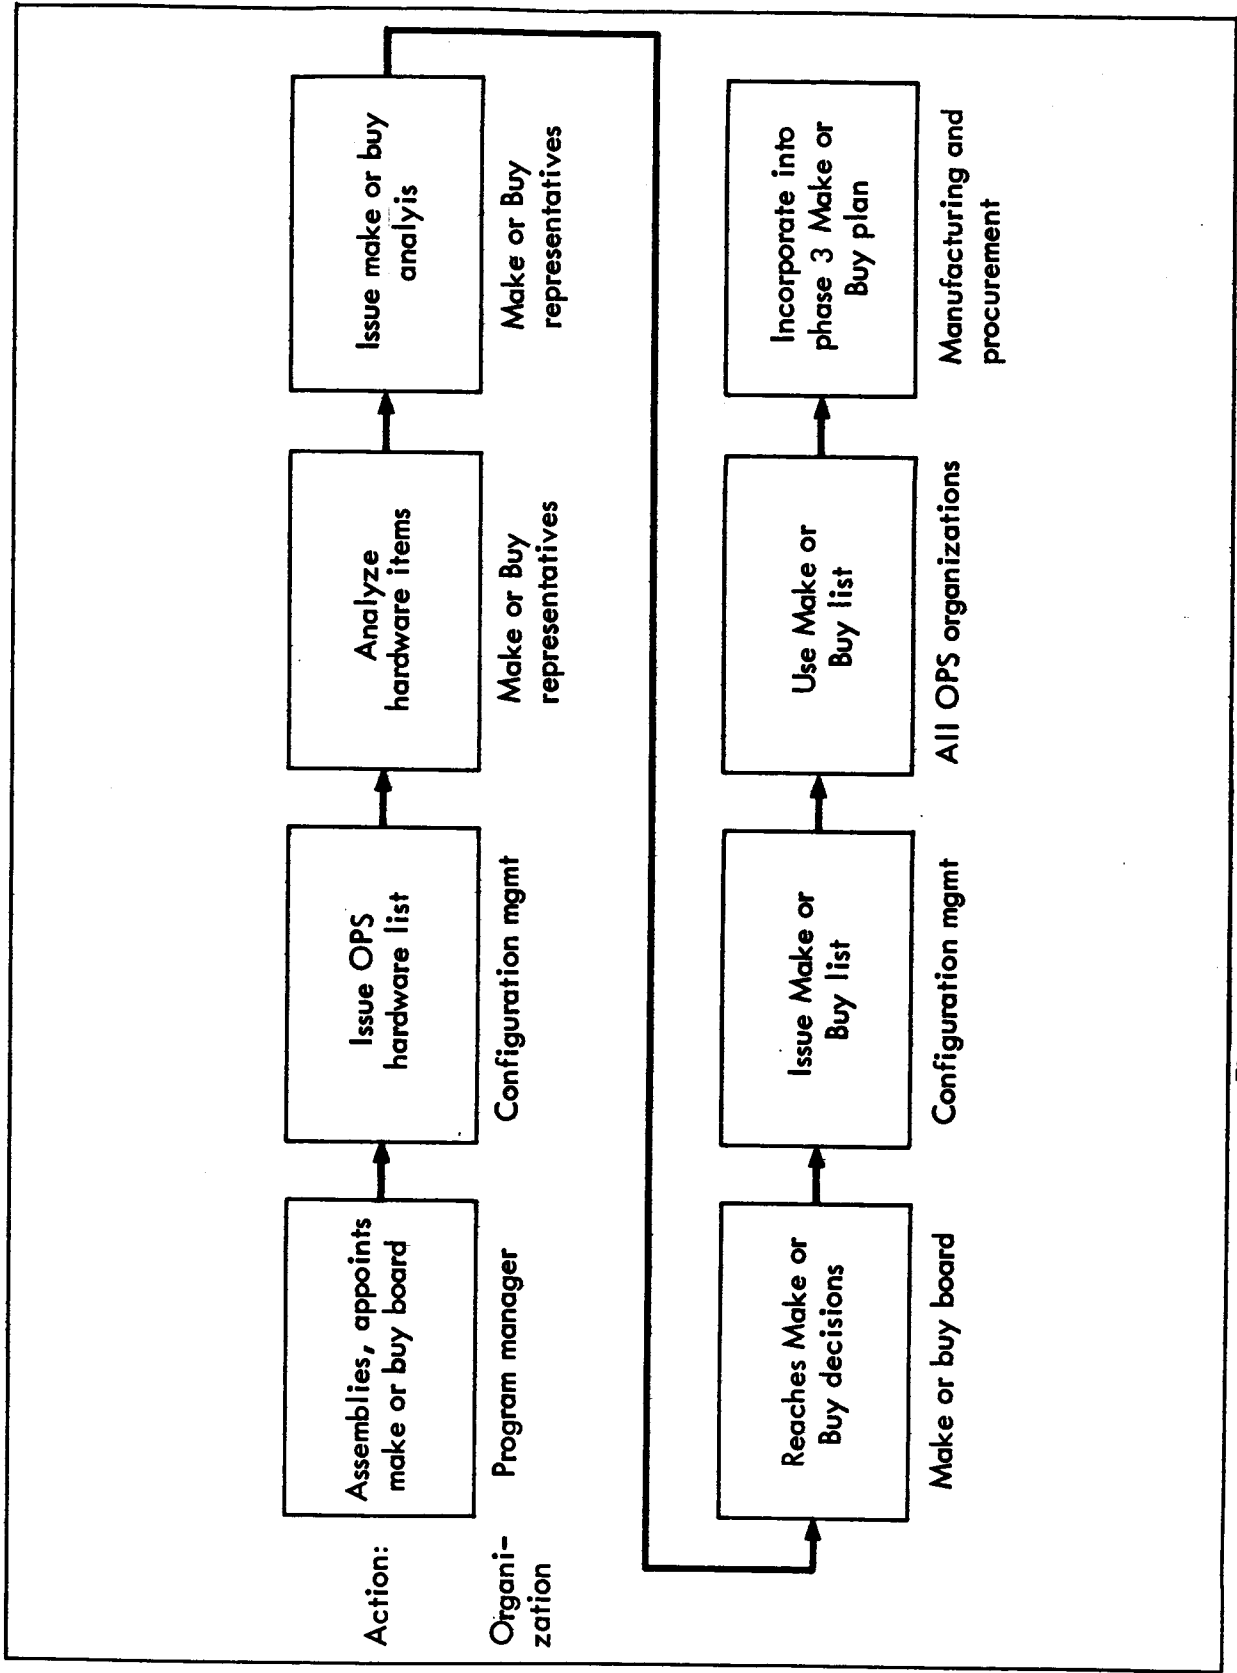 Action:
Assemblies, appoints
make or buy board
Issue OPS
hardware list
Analyze
hardware items
Issue make or buy
analyis
Organi-
zation
Program manager
Configuration mgmt
Make or Buy
representatives
Make or Buy
representatives
Reaches Make or
Buy decisions
Issue Make or
Buy list
Use Make or
Buy list
Incorporate into
phase 3 Make or
Buy plan
Make or buy board
Configuration mgmt
All OPS organizations
Manufacturing and
procurement